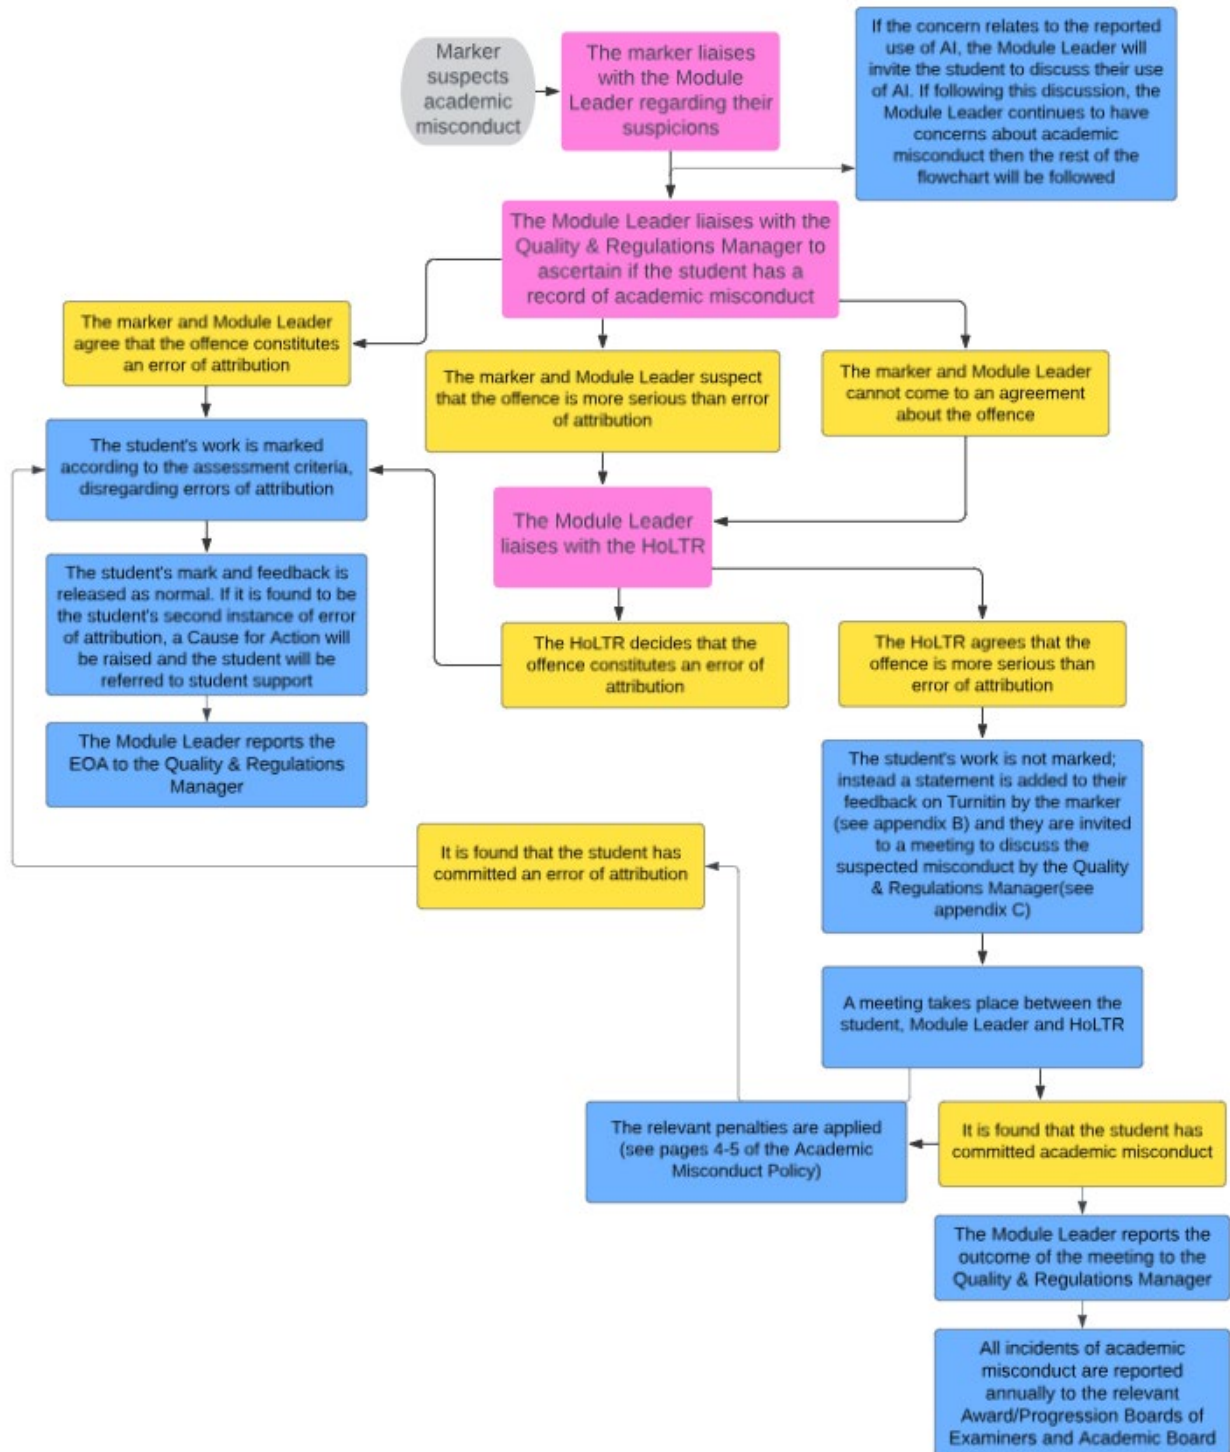 Marker
suspects
academic
misconduct
The marker liaises
with the Module
Leader regarding their
suspicions
If the concern relates to the reported
use of AI, the Module Leader will
invite the student to discuss their use
of AI. If following this discussion, the
Module Leader continues to have
concerns about academic
misconduct then the rest of the
flowchart will be followed
The Module Leader liaises with the
Quality & Regulations Manager to
ascertain if the student has a
record of academic misconduct
The marker and Module Leader
agree that the offence constitutes
an error of attribution
The marker and Module Leader suspect
that the offence is more serious than error
of attribution
The marker and Module Leader
cannot come to an agreement
about the offence
The student's work is marked
according to the assessment criteria,
disregarding errors of attribution
The Module Leader
liaises with the HoLTR
The student's mark and feedback is
released as normal. If it is found to be
the student's second instance of error
of attribution, a Cause for Action will
be raised and the student will be
referred to student support
The HoLTR decides that the
offence constitutes an error of
attribution
The HoLTR agrees that the
offence is more serious than
error of attribution
The Module Leader reports the
EOA to the Quality & Regulations
Manager
The student's work is not marked;
instead a statement is added to their
feedback on Turnitin by the marker
(see appendix B) and they are invited
to a meeting to discuss the
suspected misconduct by the Quality
& Regulations Manager(see
appendix C)
It is found that the student has
committed an error of attribution
A meeting takes place between the
student, Module Leader and HoLTR
The relevant penalties are applied
(see pages 4-5 of the Academic
Misconduct Policy)
It is found that the student has
committed academic misconduct
The Module Leader reports the
outcome of the meeting to the
Quality & Regulations Manager
All incidents of academic
misconduct are reported
annually to the relevant
Award/Progression Boards of
Examiners and Academic Board